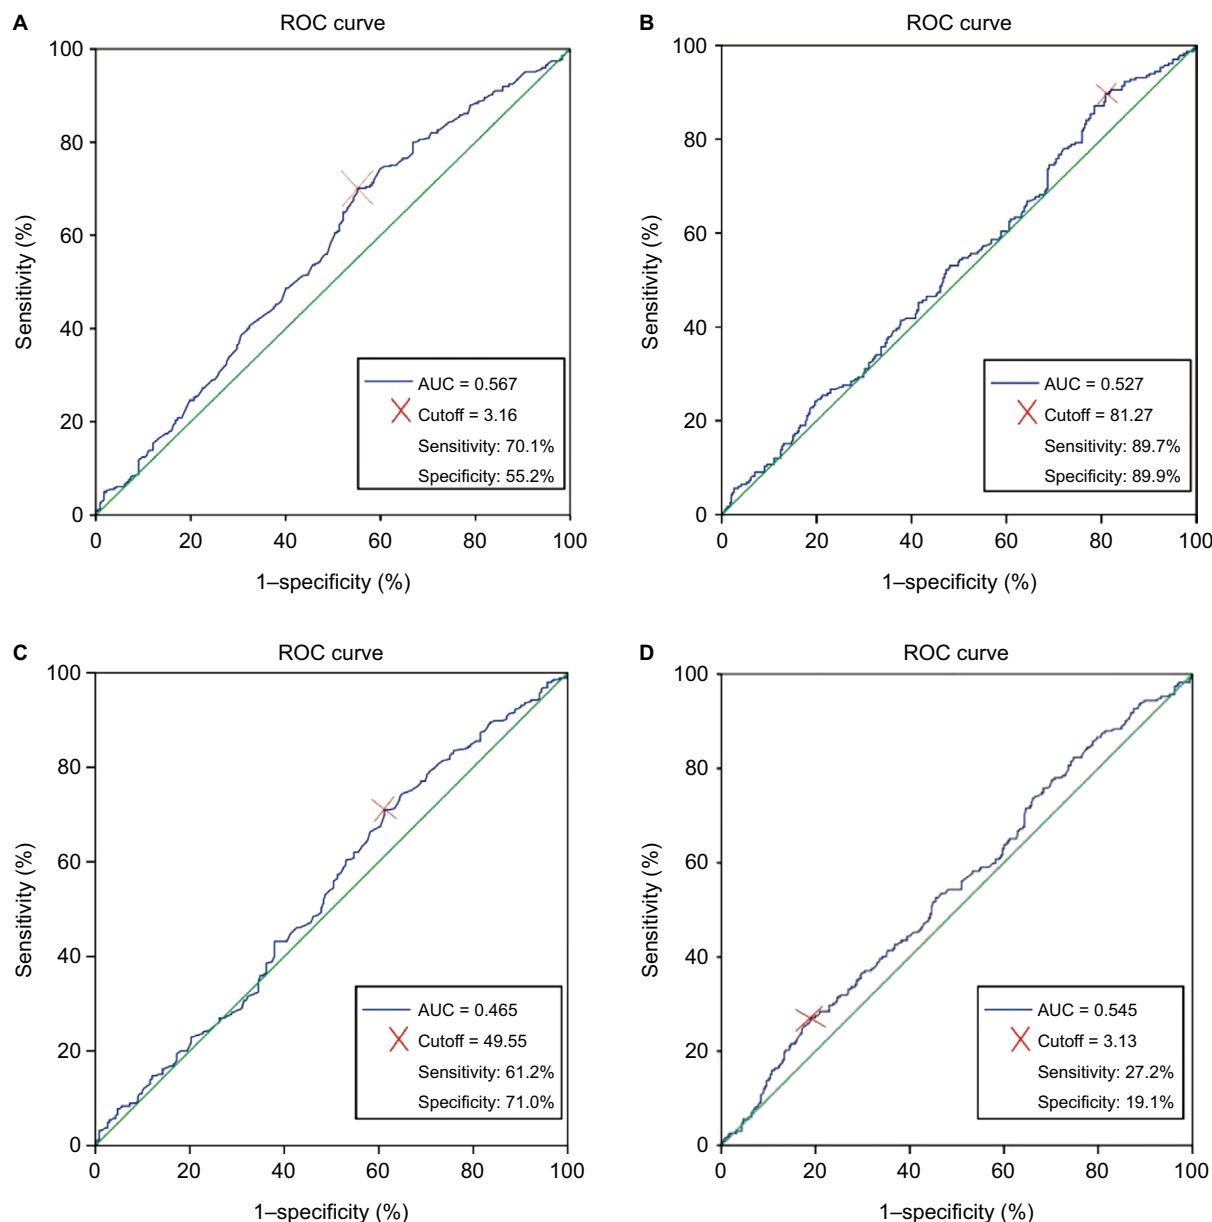 A
ROC curve
100
80
60
40
20
0
Sensitivity (%)
AUC = 0.567
Cutoff = 3.16
Sensitivity: 70.1%
Specificity: 55.2%
0 20 40 60 80 100
1–specificity (%)
B
ROC curve
100
80
60
40
20
0
Sensitivity (%)
AUC = 0.527
Cutoff = 81.27
Sensitivity: 89.7%
Specificity: 89.9%
0 20 40 60 80 100
1–specificity (%)
C
ROC curve
100
80
60
40
20
0
Sensitivity (%)
AUC = 0.465
Cutoff = 49.55
Sensitivity: 61.2%
Specificity: 71.0%
0 20 40 60 80 100
1–specificity (%)
D
ROC curve
100
80
60
40
20
0
Sensitivity (%)
AUC = 0.545
Cutoff = 3.13
Sensitivity: 27.2%
Specificity: 19.1%
0 20 40 60 80 100
1–specificity (%)